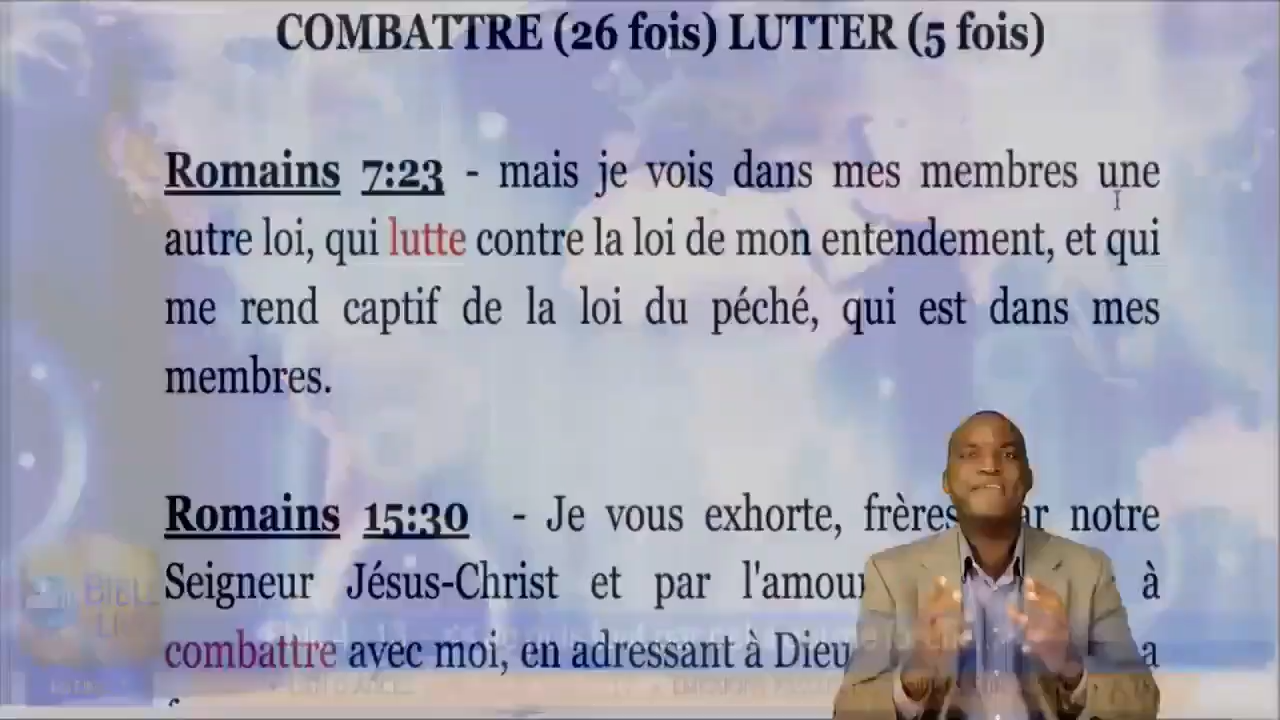 COMBATTRE (26 fois) LUTTER (5 fois)
Romains 7:23 - mais je vois dans mes membres une
autre loi, qui lutte contre la loi de mon entendement, et qui
me rend captif de la loi du péché, qui est dans mes
membres.
Romains 15:30 - Je vous exhorte, frères notre
Seigneur Jésus-Christ et par l'amour à
combattre avec moi, en adressant à Dieu a
BIBLE